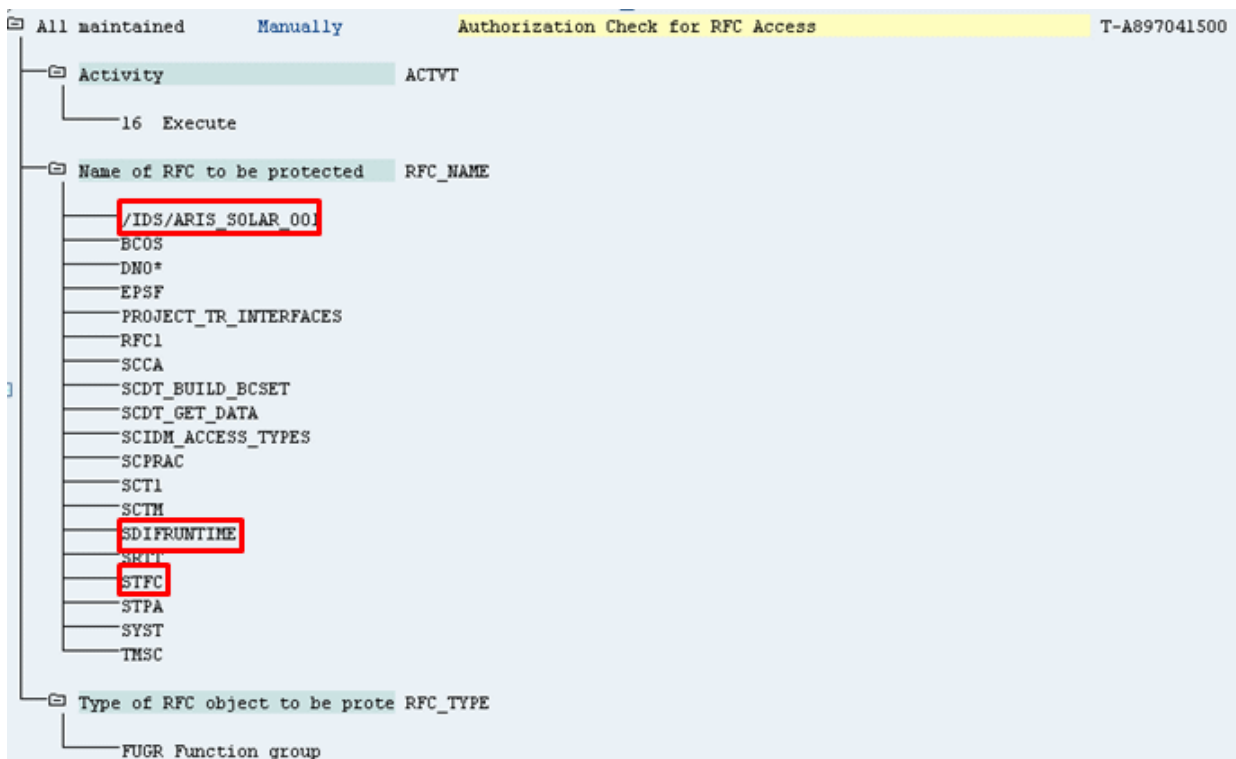 All maintained Manually Authorization Check for RFC Access T-A897041500
Activity ACTVT
16 Execute
Name of RFC to be protected RFC_NAME
/IDS/ARIS_SOLAR_001
BCOS
DNO*
EPSF
PROJECT_TR_INTERFACES
RFC1
SCCA
SCDT_BUILD_BCSET
SCDT_GET_DATA
SCIDM_ACCESS_TYPES
SCPRAC
SCT1
SCTM
SDIFRUNTIME
SRTT
STFC
STPA
SYST
TMSC
Type of RFC object to be prote RFC_TYPE
FUGR Function group